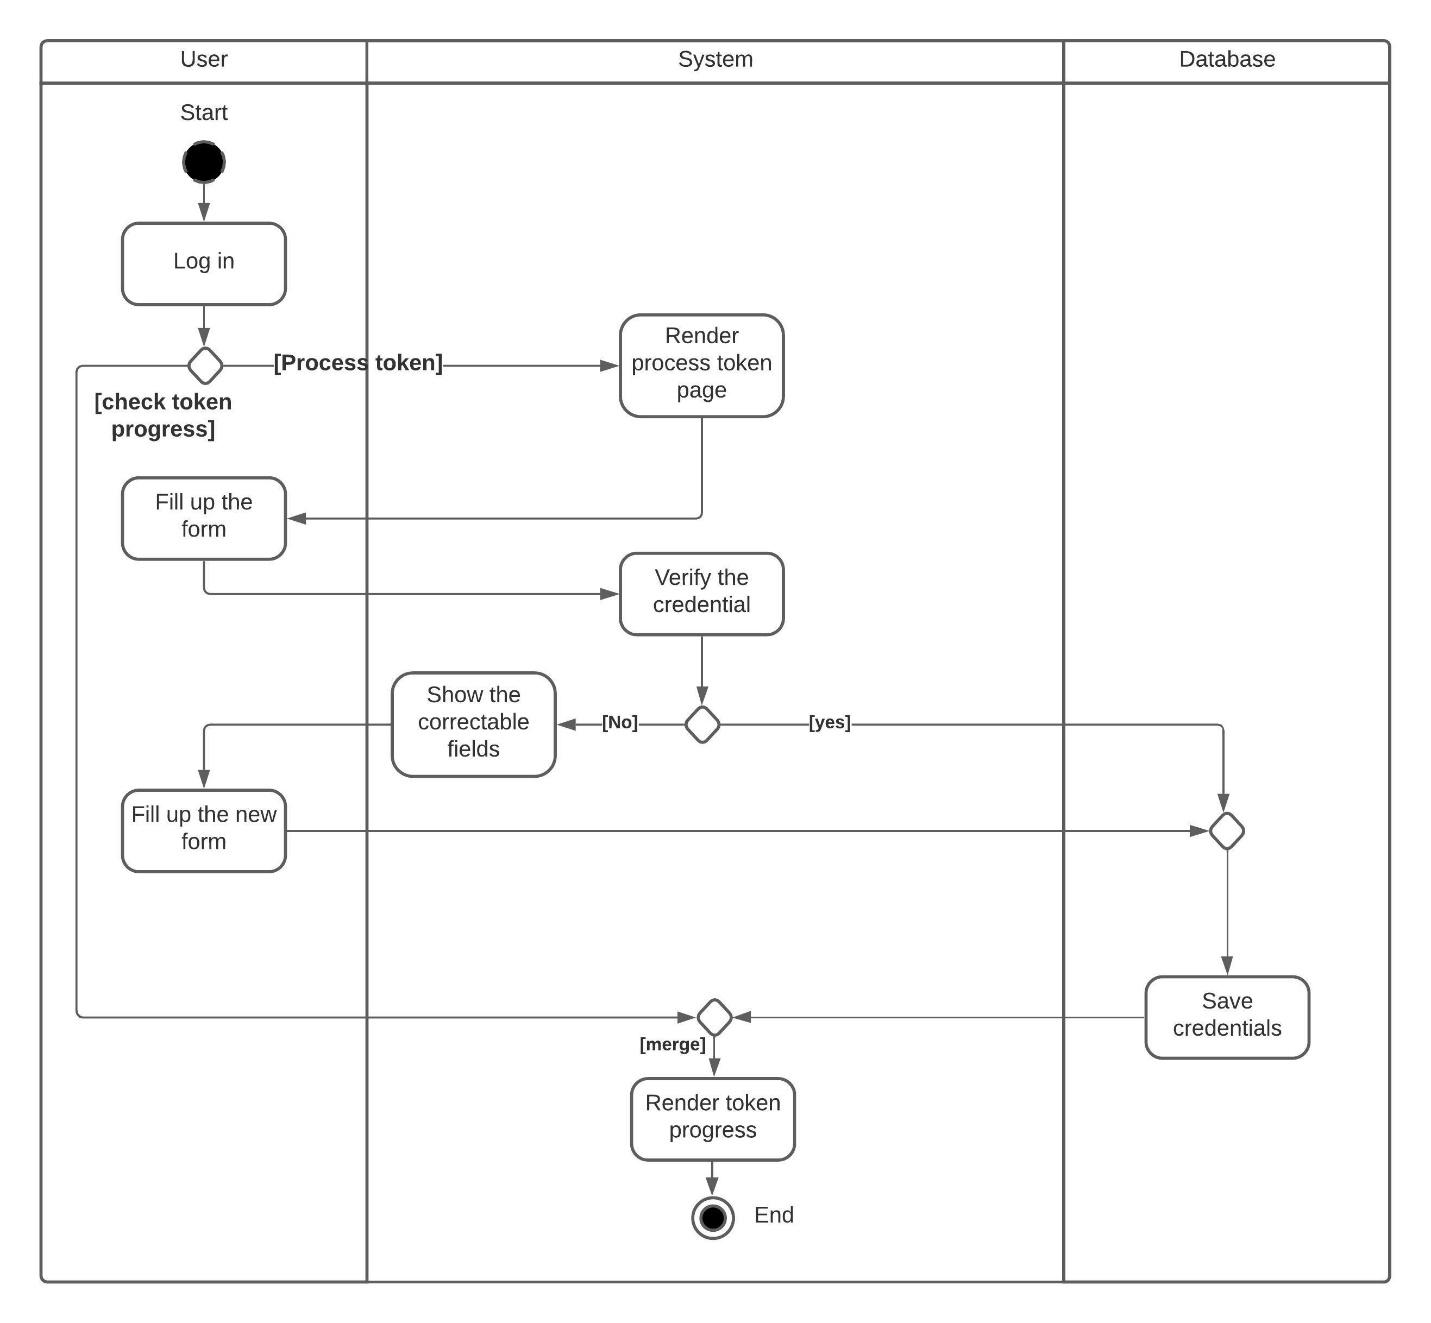 User
System
Database
Start
Log in
[Process token]
Render
process token
page
[check token
progress]
Fill up the
form
Verify the
credential
Show the
correctable
fields
[No]
[yes]
Fill up the new
form
Save
credentials
[merge]
Render token
progress
End